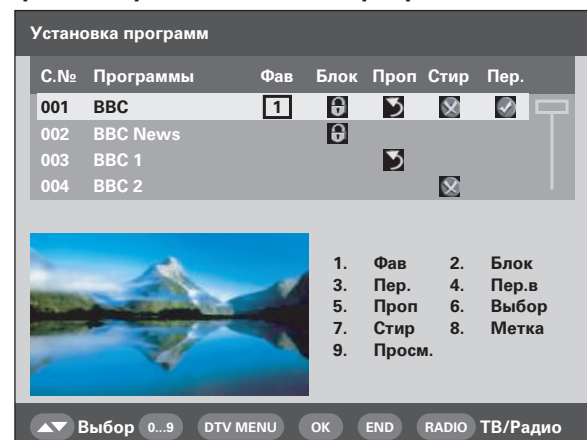 Установка программ
С.№ Программы Фав Блок Проп Стир Пер.
001 BBC 1
002 BBC News
003 BBC 1
004 BBC 2
1. Фав 2. Блок
3. Пер. 4. Пер.в
5. Проп 6. Выбор
7. Стир 8. Метка
9. Просм.
Выбор 0...9 DTV MENU OK END RADIO ТВ/Радио